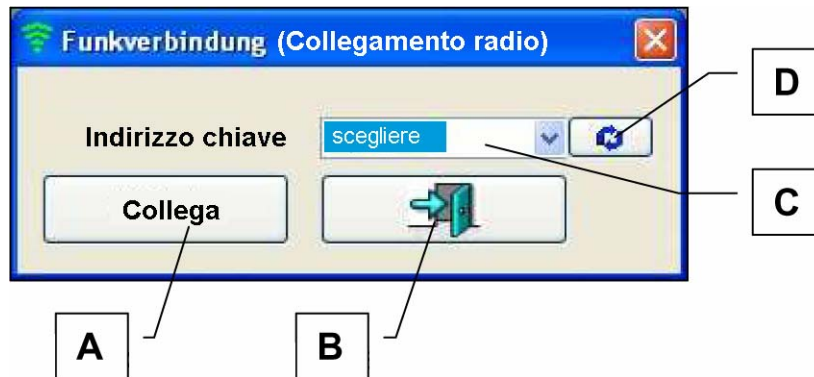 Funkverbindung (Collegamento radio)
D
Indirizzo chiave scegliere
C
Collega
A
B